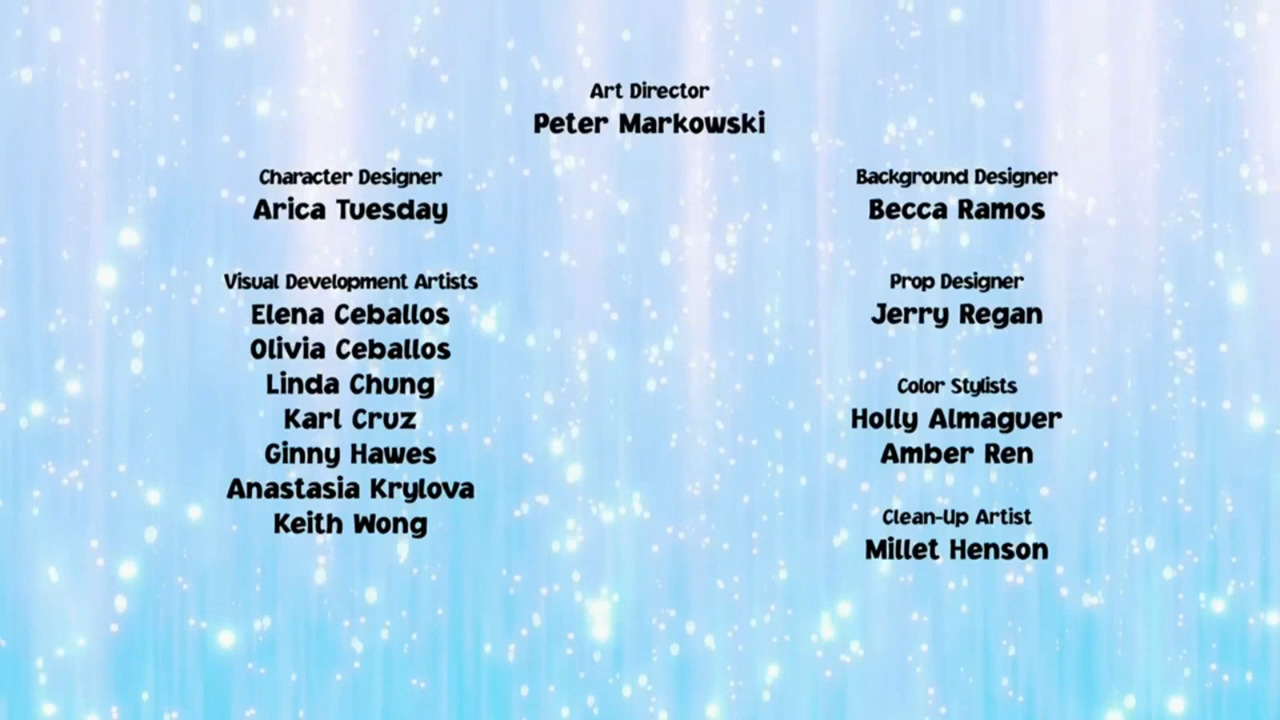 Art Director
Peter Markowski
Character Designer
Arica Tuesday
Visual Development Artists
Elena Ceballos
Olivia Ceballos
Linda Chung
Karl Cruz
Ginny Hawes
Anastasia Krylova
Keith Wong
Background Designer
Becca Ramos
Prop Designer
Jerry Regan
Color Stylists
Holly Almaguer
Amber Ren
Clean-Up Artist
Millet Henson